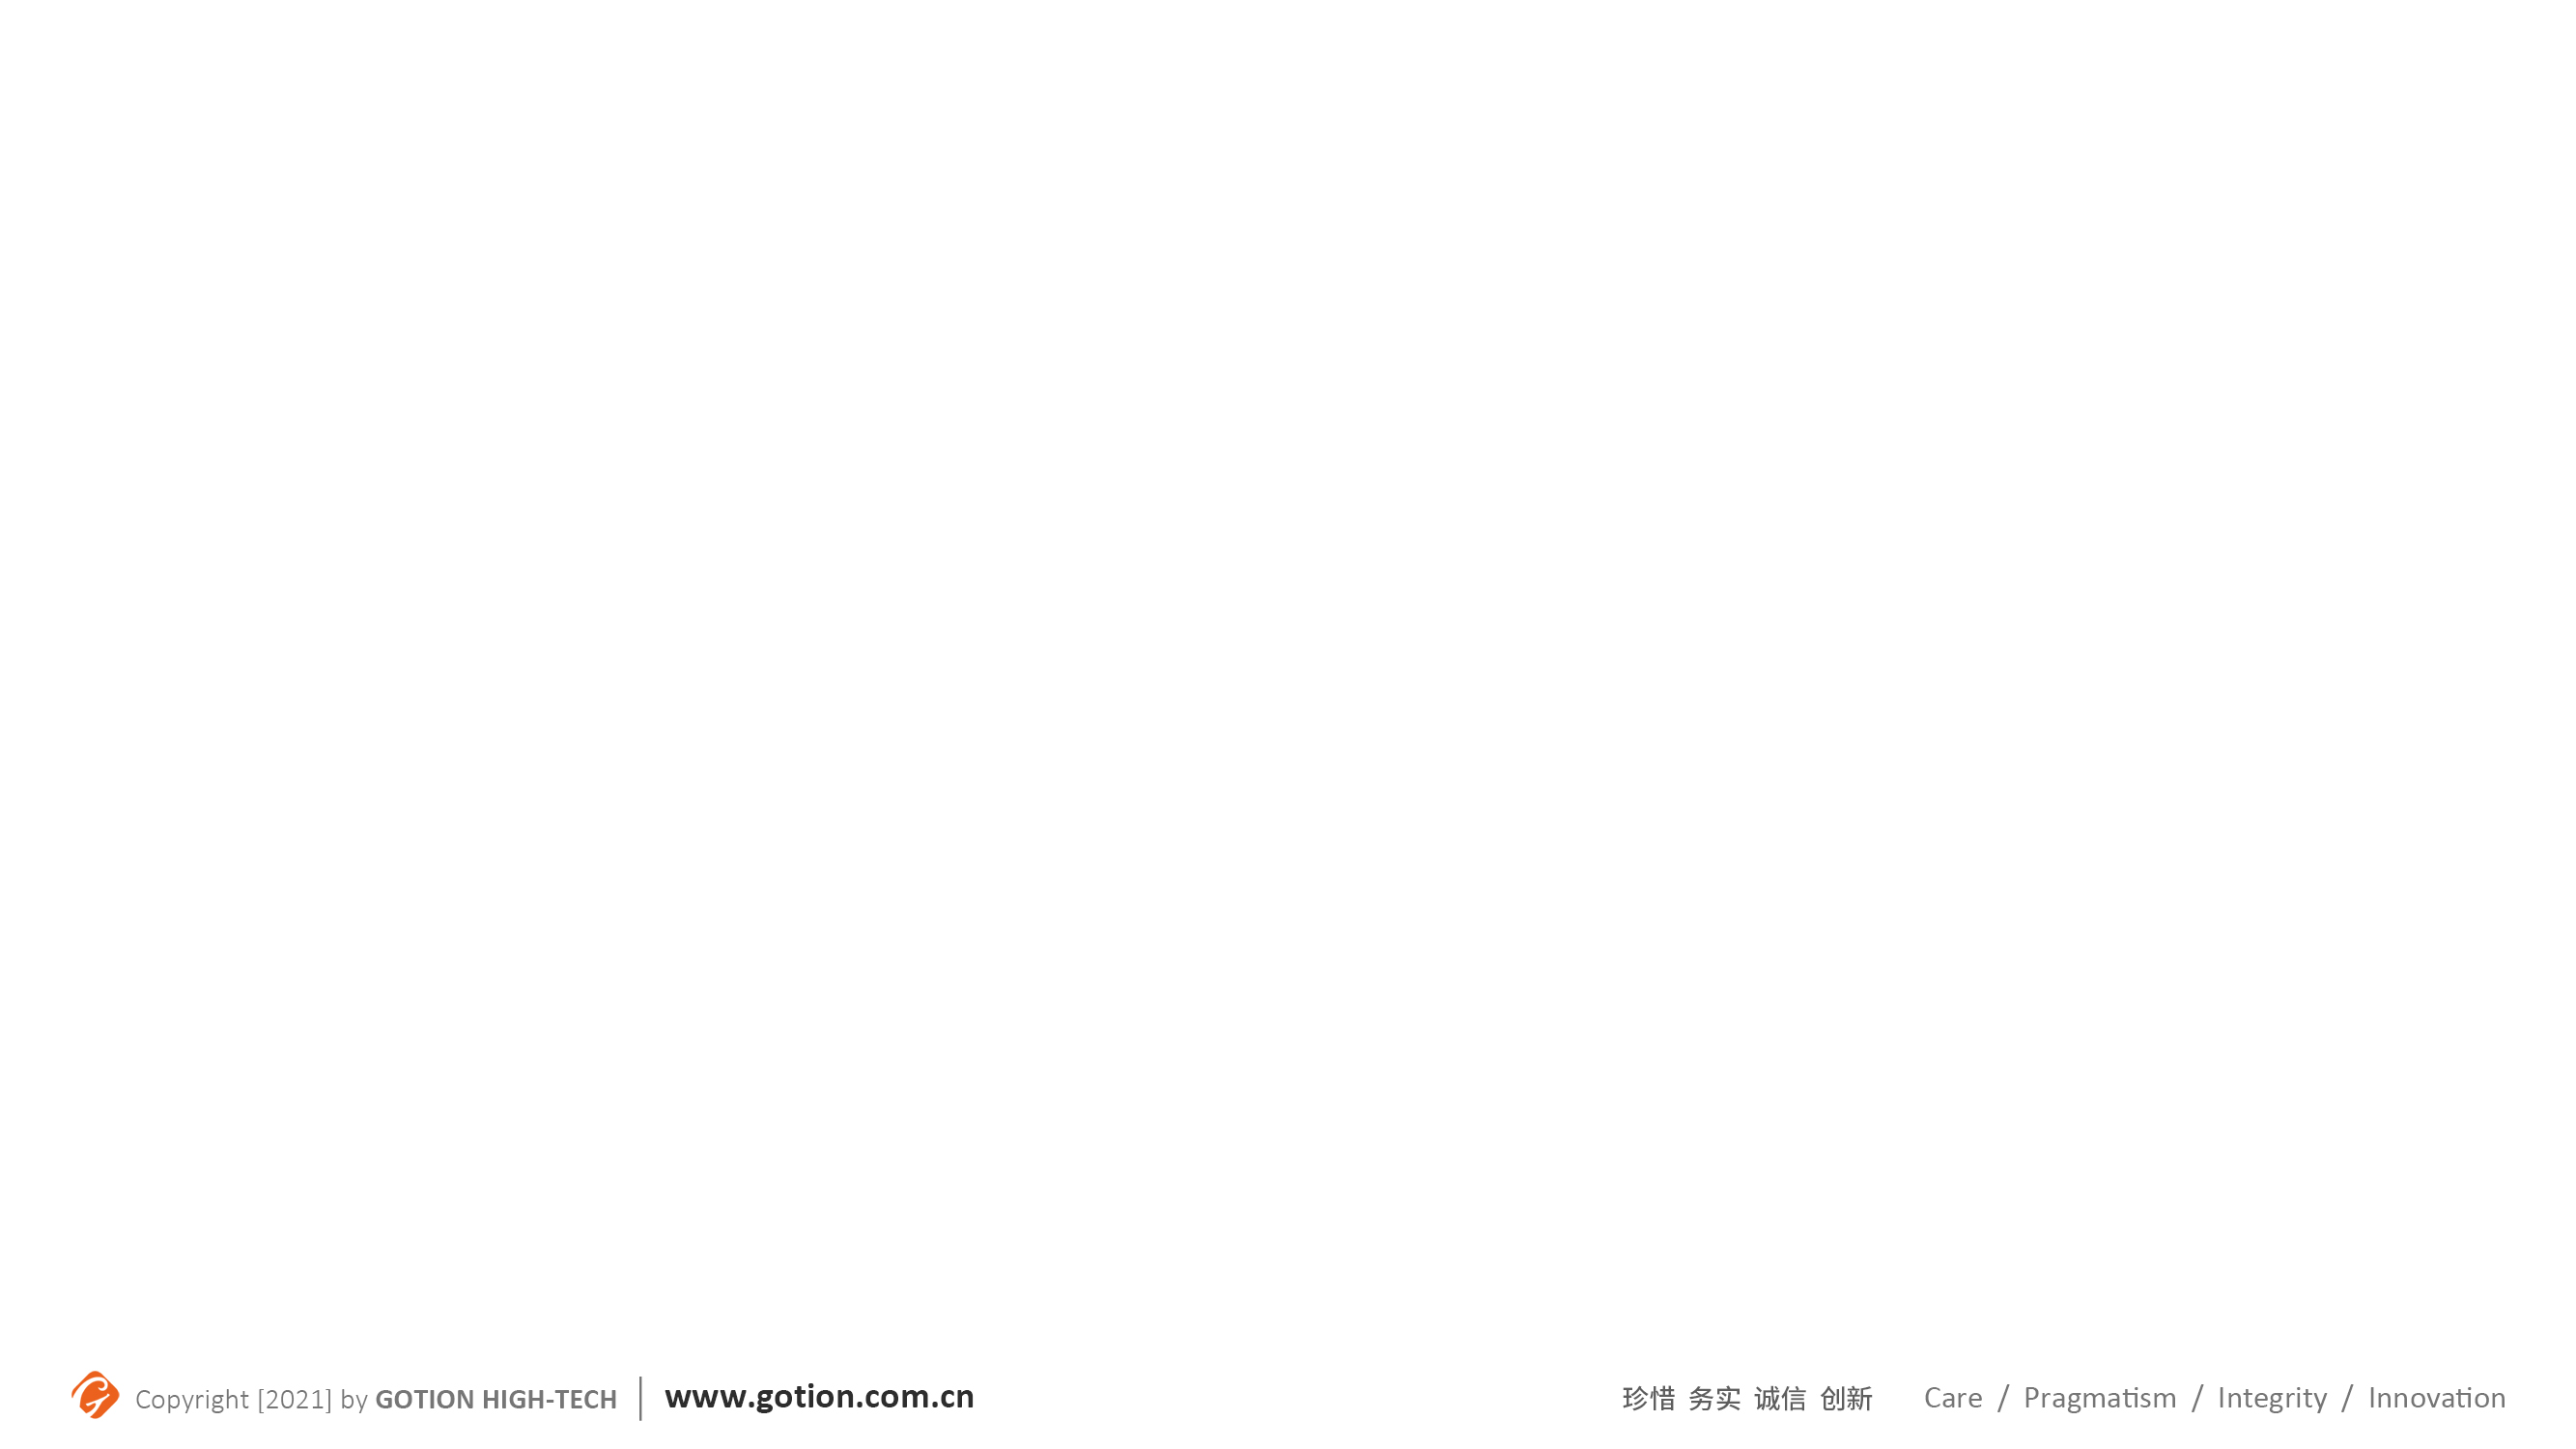 Copyright [2021] by GOTION HIGH-TECH | www.gotion.com.cn
珍惜 务实 诚信 创新 Care / Pragmatism / Integrity / Innovation